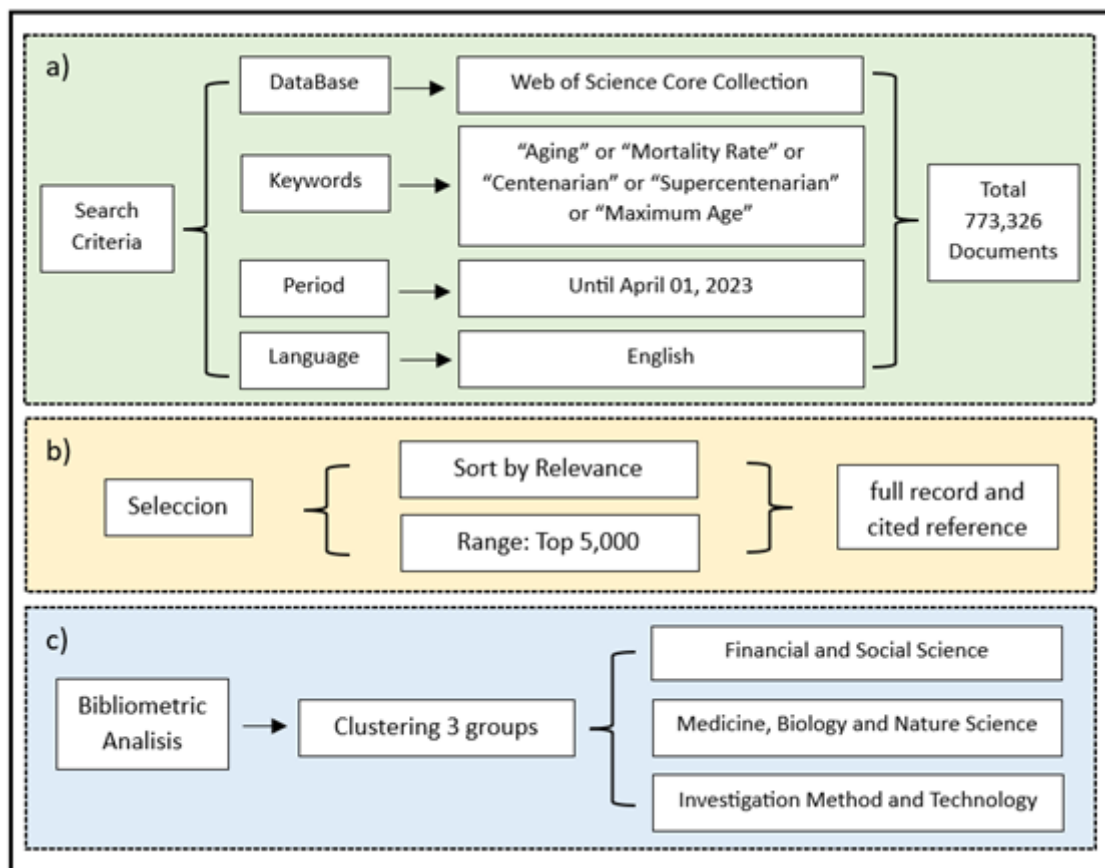 a)
Search
Criteria
DataBase
Web of Science Core Collection
Keywords
“Aging” or “Mortality Rate” or
“Centenarian” or “Supercentenarian”
or “Maximum Age”
Period
Until April 01, 2023
Language
English
Total
773,326
Documents
b)
Seleccion
Sort by Relevance
Range: Top 5,000
full record and
cited reference
c)
Bibliometric
Analisis
Clustering 3 groups
Financial and Social Science
Medicine, Biology and Nature Science
Investigation Method and Technology